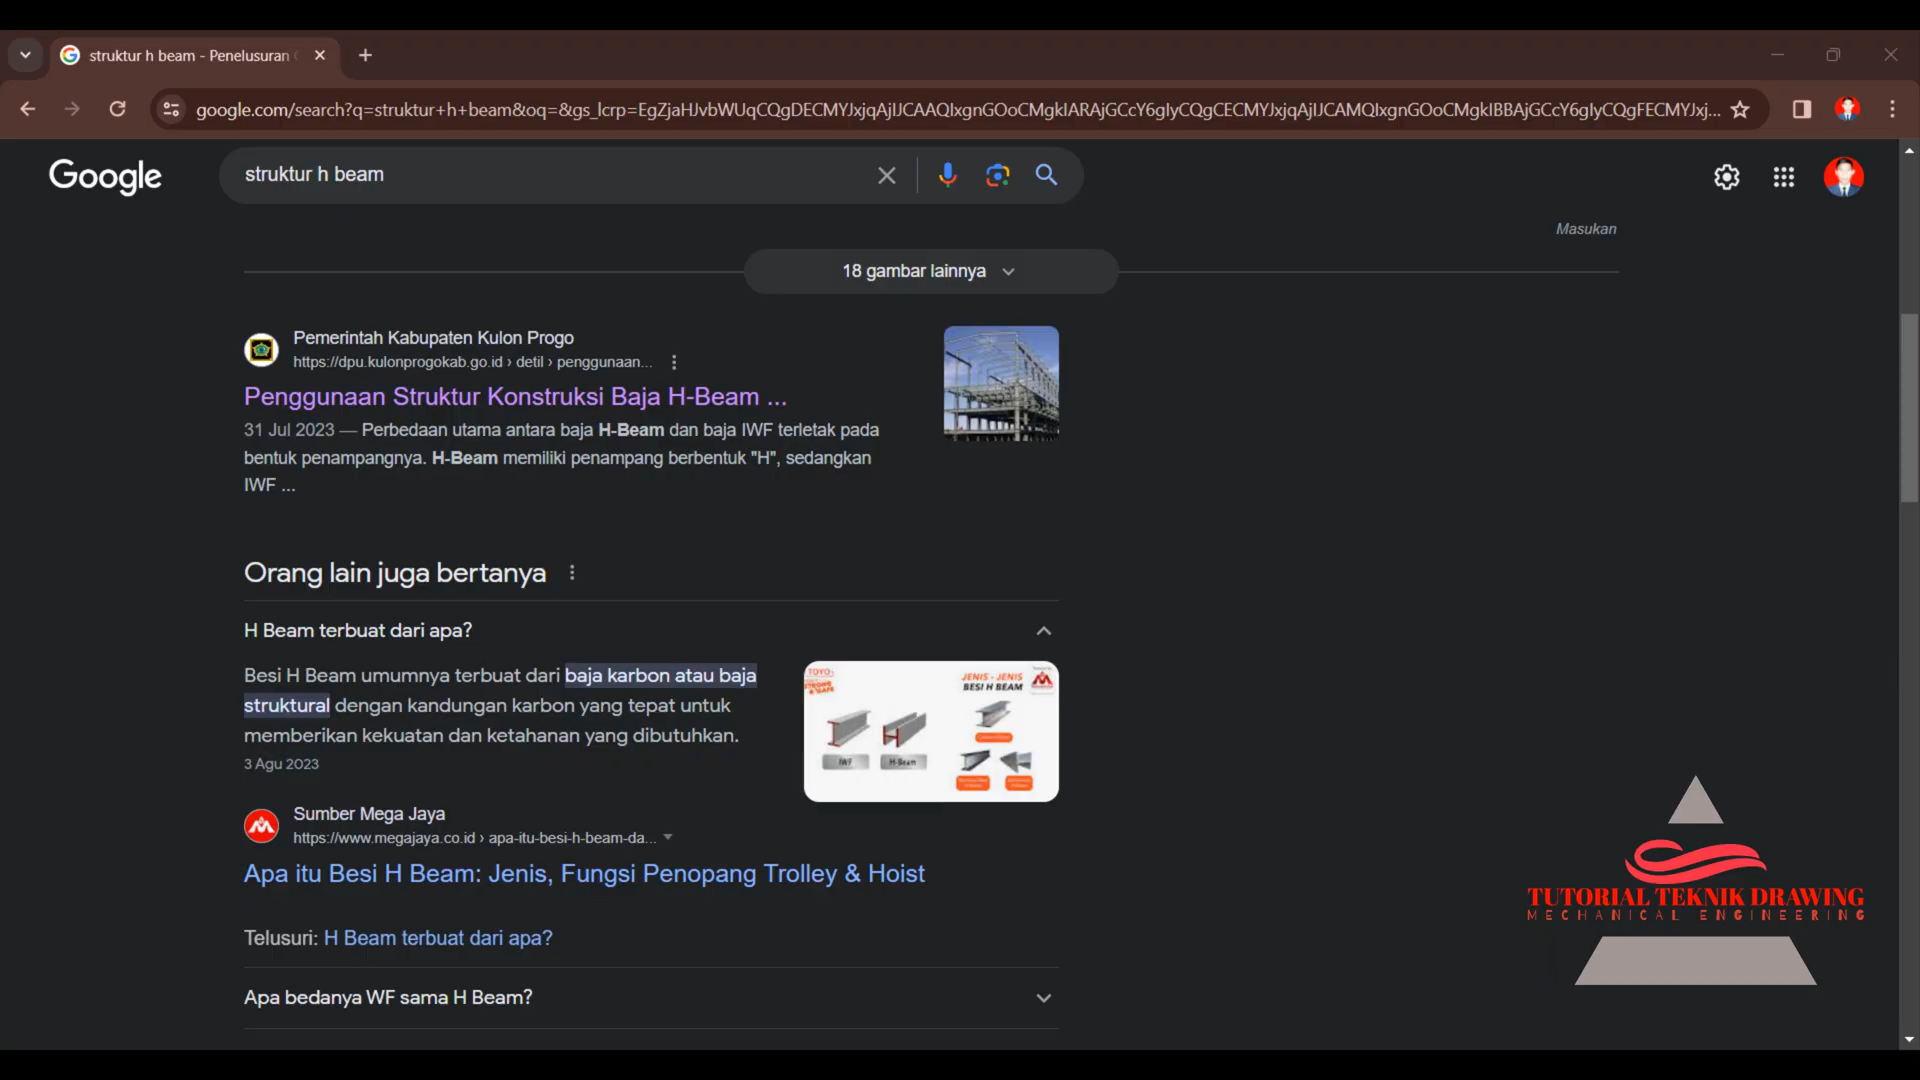 struktur h beam - Penelusuran
google.com/search?q=struktur+h+beam&oq=&gs_lcrp=EgZjaHJvbWUqCQgDECMYJxjqAjIJCAAQIxgnGOoCMgkIARAjGCcY6gIyCQgCECMYJxjqAjIJCAMQIxgnGOoCMgkIBBAjGCcY6gIyCQgFECMYJxj...
Google
struktur h beam
Masukan
18 gambar lainnya
Pemerintah Kabupaten Kulon Progo
https://dpu.kulonprogokab.go.id › detil › penggunaan...
Penggunaan Struktur Konstruksi Baja H-Beam ...
31 Jul 2023 — Perbedaan utama antara baja H-Beam dan baja IWF terletak pada
bentuk penampangnya. H-Beam memiliki penampang berbentuk "H", sedangkan
IWF ...
Orang lain juga bertanya
H Beam terbuat dari apa?
Besi H Beam umumnya terbuat dari baja karbon atau baja
struktural dengan kandungan karbon yang tepat untuk
memberikan kekuatan dan ketahanan yang dibutuhkan.
3 Agu 2023
TOYO
STRONG
& SAFE
JENIS - JENIS
BESI H BEAM
IWF
H-Beam
Sumber Mega Jaya
https://www.megajaya.co.id › apa-itu-besi-h-beam-da...
Apa itu Besi H Beam: Jenis, Fungsi Penopang Trolley & Hoist
Telusuri: H Beam terbuat dari apa?
Apa bedanya WF sama H Beam?
TUTORIAL TEKNIK DRAWING
MECHANICAL ENGINEERING